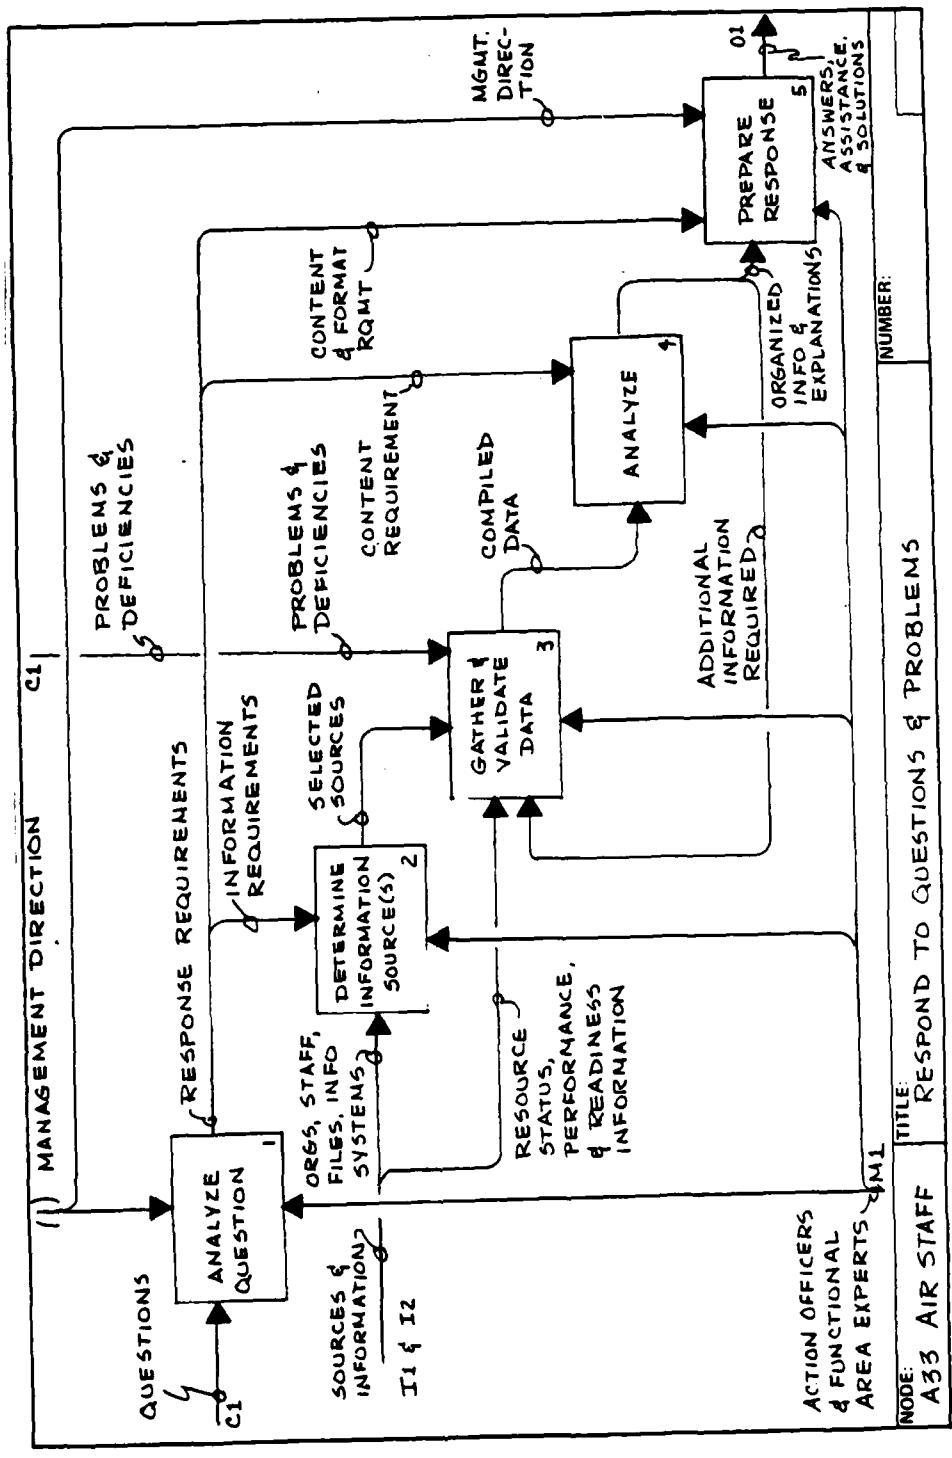 MANAGEMENT DIRECTION
C1
QUESTIONS
C1
ANALYZE
QUESTION
1
RESPONSE REQUIREMENTS
PROBLEMS &
DEFICIENCIES
MGMT.
DIREC-
TION
INFORMATION
REQUIREMENTS
CONTENT
& FORMAT
RQMT
SOURCES &
INFORMATION
I1 & I2
ORGS, STAFF,
FILES, INFO
SYSTEMS
DETERMINE
INFORMATION
SOURCE(S)
2
SELECTED
SOURCES
PROBLEMS &
DEFICIENCIES
CONTENT
REQUIREMENT
GATHER &
VALIDATE
DATA
3
COMPILED
DATA
RESOURCE
STATUS,
PERFORMANCE,
& READINESS
INFORMATION
ANALYZE
4
ADDITIONAL
INFORMATION
REQUIRED
ORGANIZED
INFO &
EXPLANATIONS
PREPARE
RESPONSE
5
O1
ANSWERS,
ASSISTANCE,
& SOLUTIONS
ACTION OFFICERS
& FUNCTIONAL
AREA EXPERTS
M1
NODE:
A33 AIR STAFF
TITLE:
RESPOND TO QUESTIONS & PROBLEMS
NUMBER: